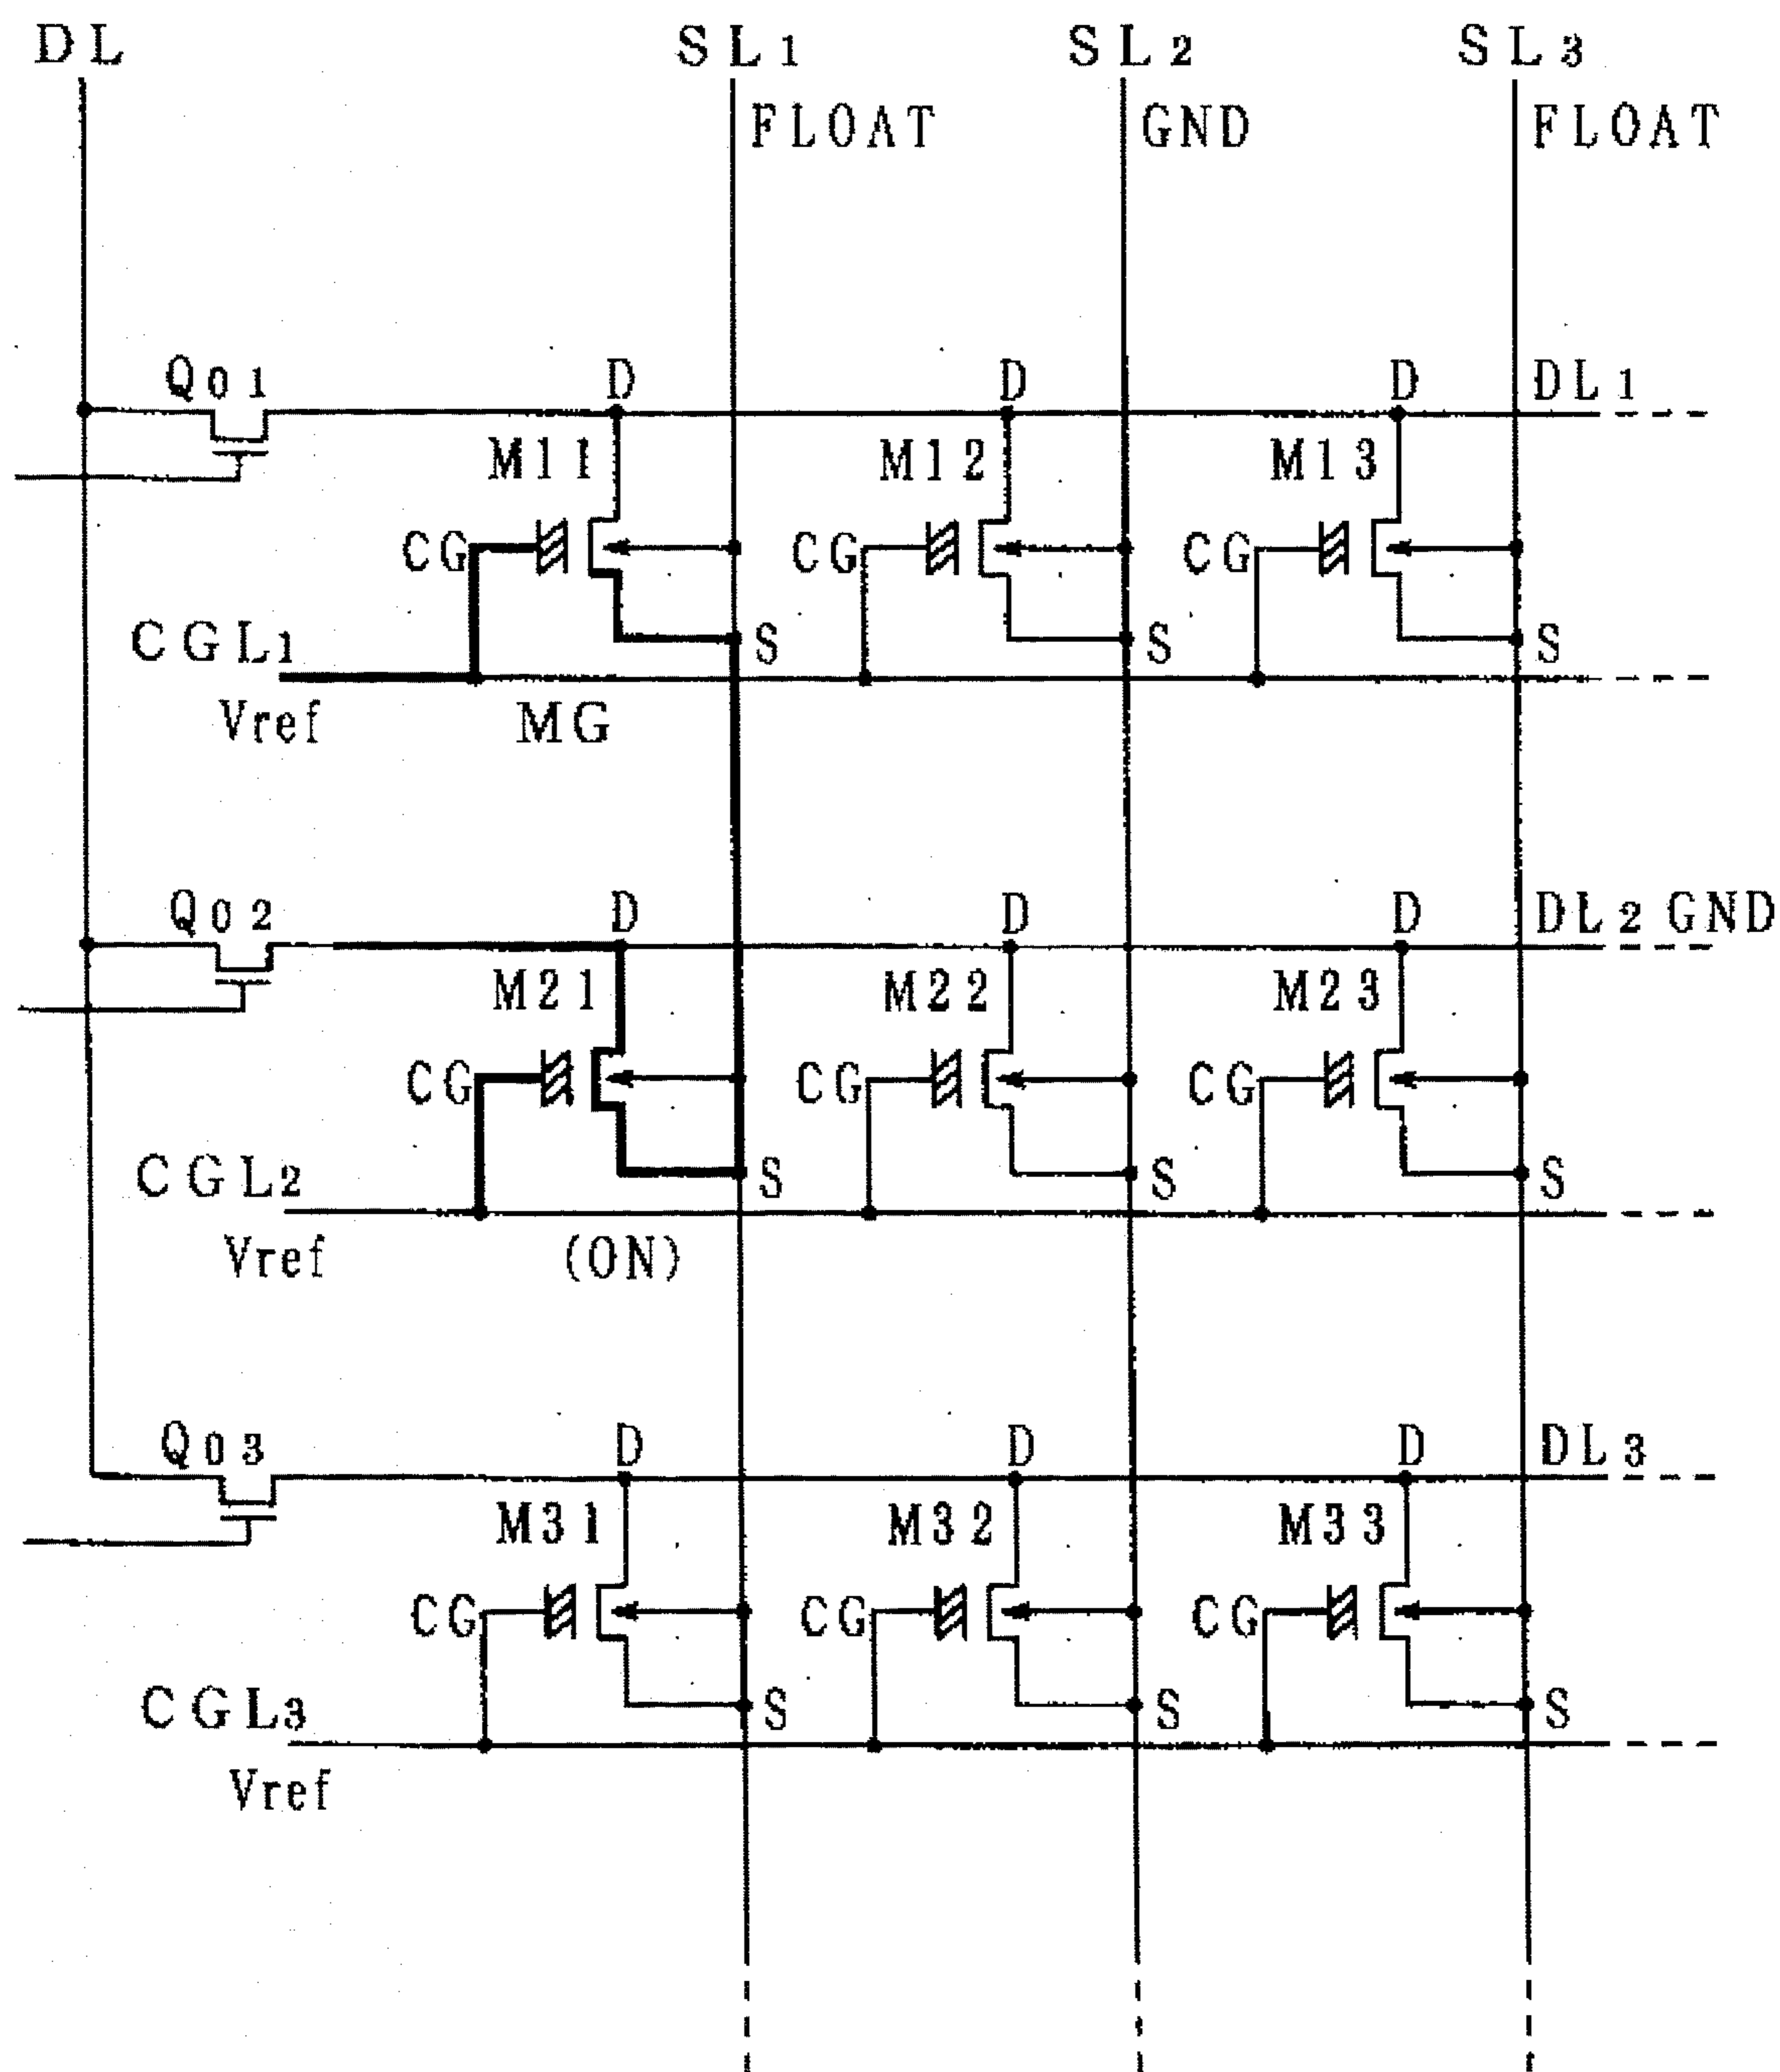 DL SL1 SL2 SL3
FLOAT GND FLOAT
Q01 D D D DL1
M11 M12 M13
CG CG CG
CGL1 S S S
Vref MG
Q02 D D D DL2 GND
M21 M22 M23
CG CG CG
CGL2 S S S
Vref (ON)
Q03 D D D DL3
M31 M32 M33
CG CG CG
CGL3 S S S
Vref